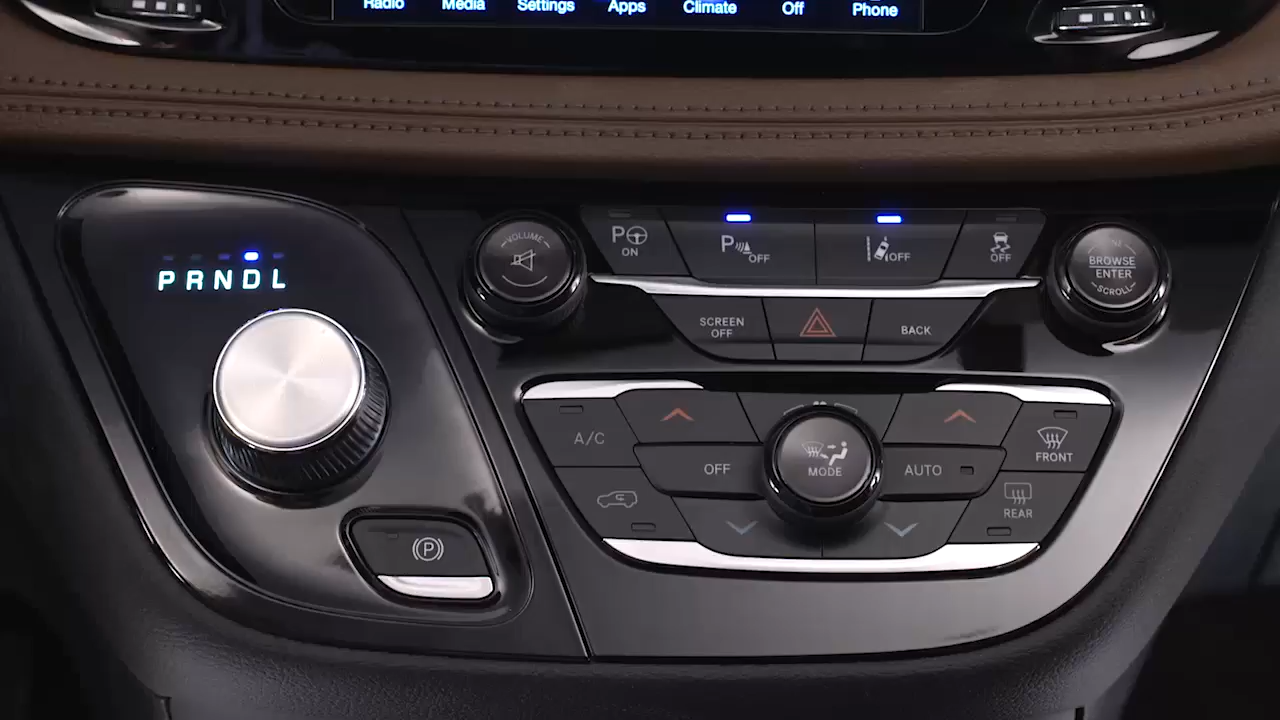 Radio Media Settings Apps Climate Off Phone
PRNDL
VOLUME
P
ON
P
OFF
OFF
OFF
BROWSE
ENTER
SCROLL
SCREEN
OFF
BACK
A/C
OFF
MODE
AUTO
FRONT
REAR
P